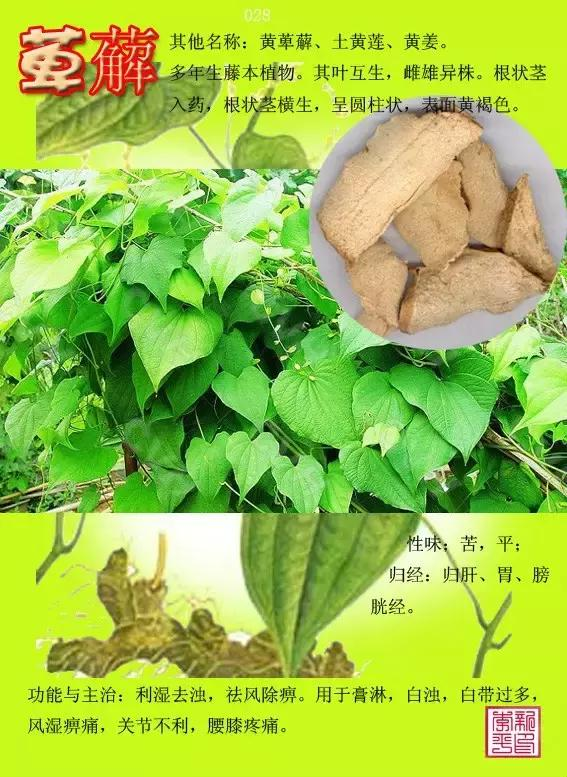 028
萆薢
其他名称：黄萆薢、土黄莲、黄姜。
多年生藤本植物。其叶互生，雌雄异株。根状茎
入药，根状茎横生，呈圆柱状，表面黄褐色。
性味：苦，平；
归经：归肝、胃、膀
胱经。
功能与主治：利湿去浊，祛风除痹。用于膏淋，白浊，白带过多，
风湿痹痛，关节不利，腰膝疼痛。